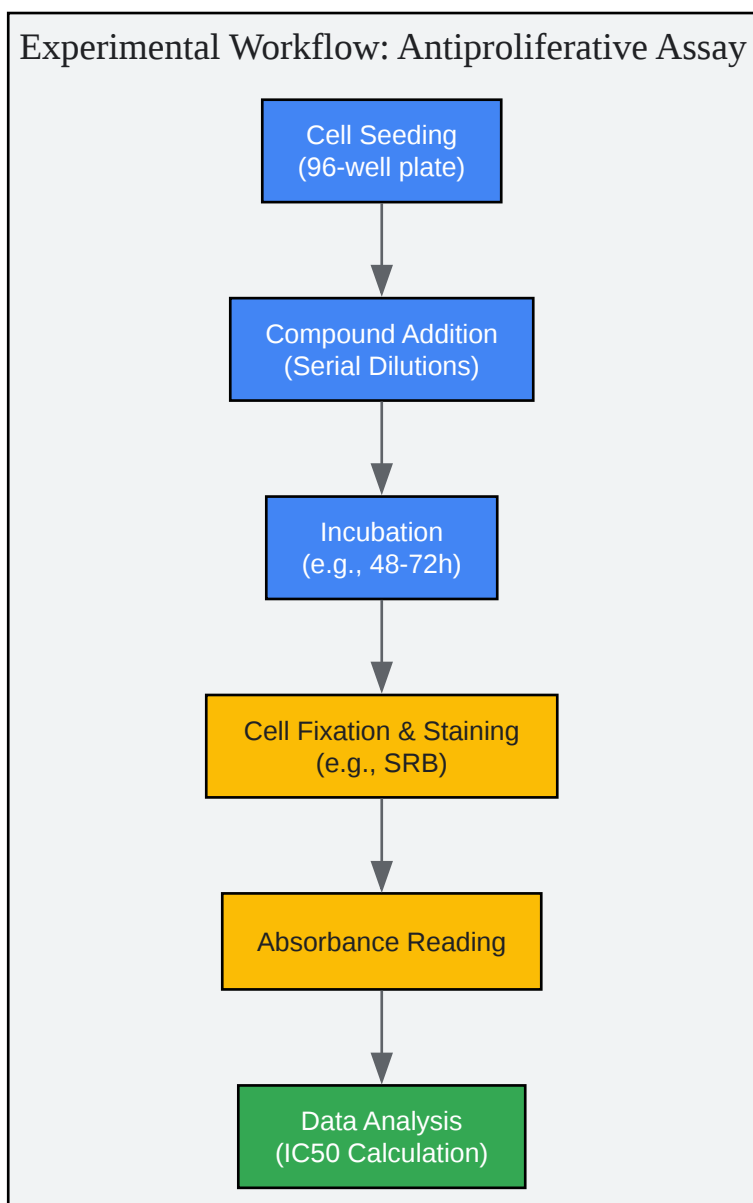 Experimental Workflow: Antiproliferative Assay
Cell Seeding
(96-well plate)
Compound Addition
(Serial Dilutions)
Incubation
(e.g., 48-72h)
Cell Fixation & Staining
(e.g., SRB)
Absorbance Reading
Data Analysis
(IC50 Calculation)